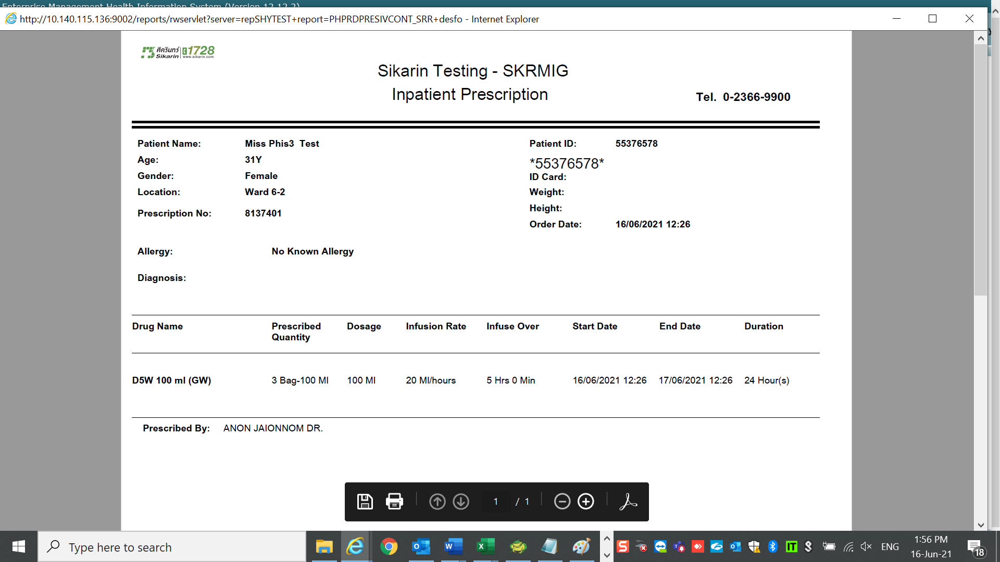 Enterprise Management Health Information System (Version 12.12.2)
http://10.140.115.136:9002/reports/rwservlet?server=repSHYTEST+report=PHPRDPRESIVCONT_SRR+desfo - Internet Explorer
ศิครินทร์ 1728
Sikarin www.sikarin.com
Sikarin Testing - SKRMIG
Inpatient Prescription
Tel. 0-2366-9900
Patient Name: Miss Phis3 Test Patient ID: 55376578
Age: 31Y *55376578*
Gender: Female ID Card:
Location: Ward 6-2 Weight:
Height:
Prescription No: 8137401
Order Date: 16/06/2021 12:26
Allergy: No Known Allergy
Diagnosis:
Drug Name Prescribed Dosage Infusion Rate Infuse Over Start Date End Date Duration
Quantity
D5W 100 ml (GW) 3 Bag-100 Ml 100 Ml 20 Ml/hours 5 Hrs 0 Min 16/06/2021 12:26 17/06/2021 12:26 24 Hour(s)
Prescribed By: ANON JAIONNOM DR.
1 / 1
Type here to search
ENG
1:56 PM
16-Jun-21
18